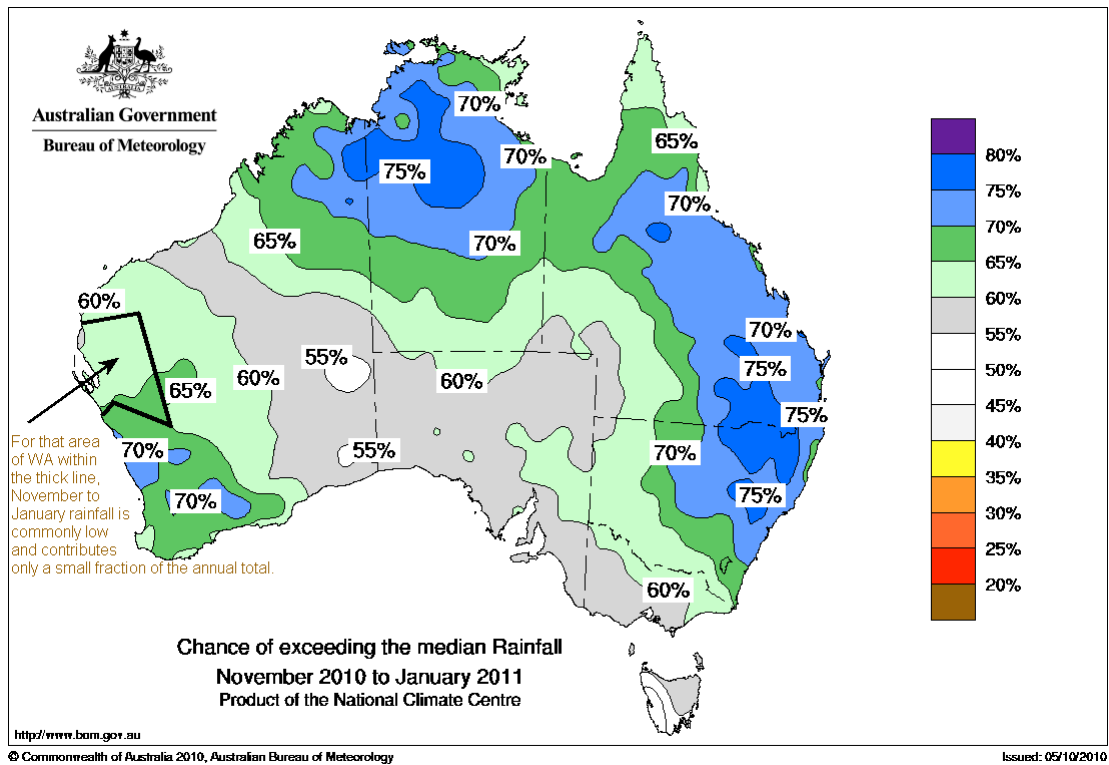 Australian Government
Bureau of Meteorology
70%
65%
70%
75%
70%
70%
65%
60%
70%
55%
75%
60%
60%
65%
75%
70%
55%
70%
70%
75%
60%
For that area
of WA within
the thick line,
November to
January rainfall is
commonly low
and contributes
only a small fraction of the annual total.
80%
75%
70%
65%
60%
55%
50%
45%
40%
35%
30%
25%
20%
Chance of exceeding the median Rainfall
November 2010 to January 2011
Product of the National Climate Centre
http://www.bom.gov.au
© Commonwealth of Australia 2010, Australian Bureau of Meteorology
Issued: 05/10/2010